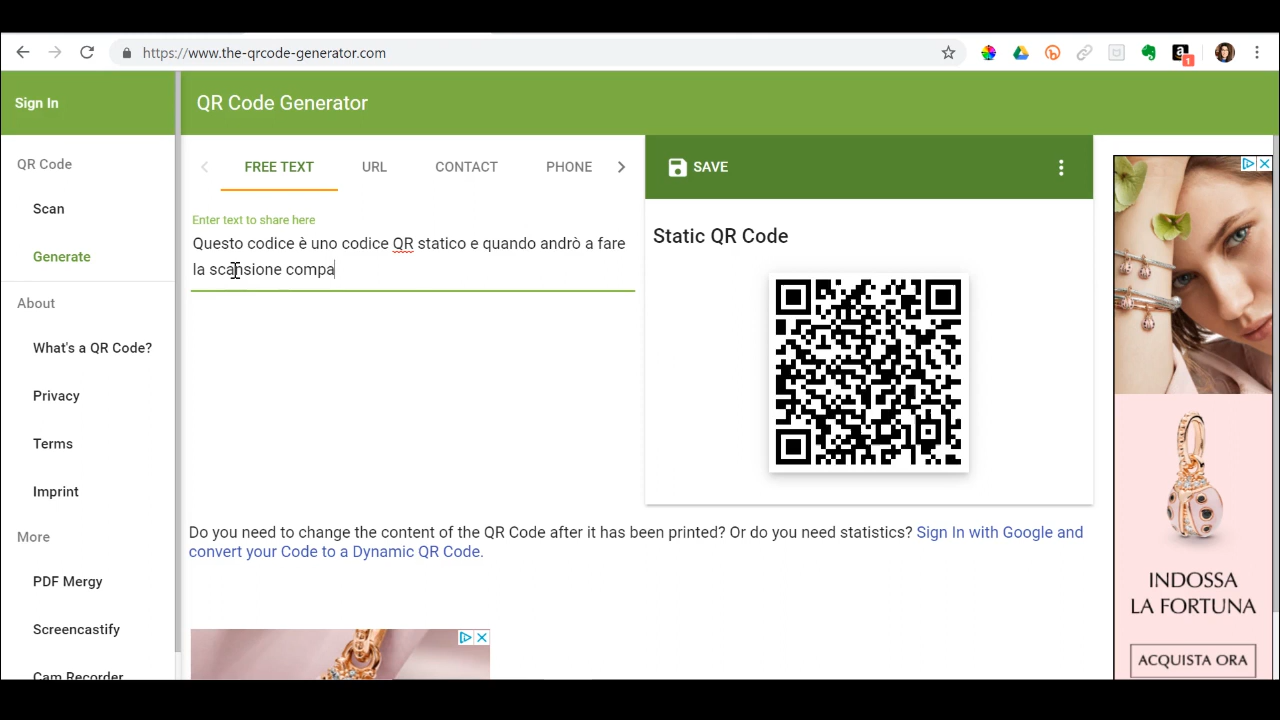 https://www.the-qrcode-generator.com
a
1
Sign In
QR Code Generator
QR Code
Scan
Generate
About
What's a QR Code?
Privacy
Terms
Imprint
More
PDF Mergy
Screencastify
Cam Recorder
FREE TEXT
URL
CONTACT
PHONE
Enter text to share here
Questo codice è uno codice QR statico e quando andrò a fare
la scansione compa
SAVE
Static QR Code
Do you need to change the content of the QR Code after it has been printed? Or do you need statistics? Sign In with Google and
convert your Code to a Dynamic QR Code.
INDOSSA
LA FORTUNA
ACQUISTA ORA